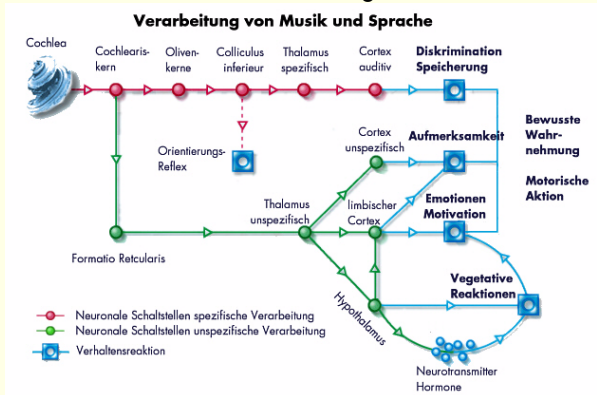 Verarbeitung von Musik und Sprache
Cochlea
Cochlearis-
kern
Oliven-
kerne
Colliculus
inferieur
Thalamus
spezifisch
Cortex
auditiv
Diskrimination
Speicherung
Bewusste
Wahr-
nehmung
Motorische
Aktion
Orientierungs-
Reflex
Cortex
unspezifisch
Aufmerksamkeit
Thalamus
unspezifisch
limbischer
Cortex
Emotionen
Motivation
Formatio Retcularis
Hypothalamus
Vegetative
Reaktionen
Neurotransmitter
Hormone
Neuronale Schaltstellen spezifische Verarbeitung
Neuronale Schaltstellen unspezifische Verarbeitung
Verhaltensreaktion